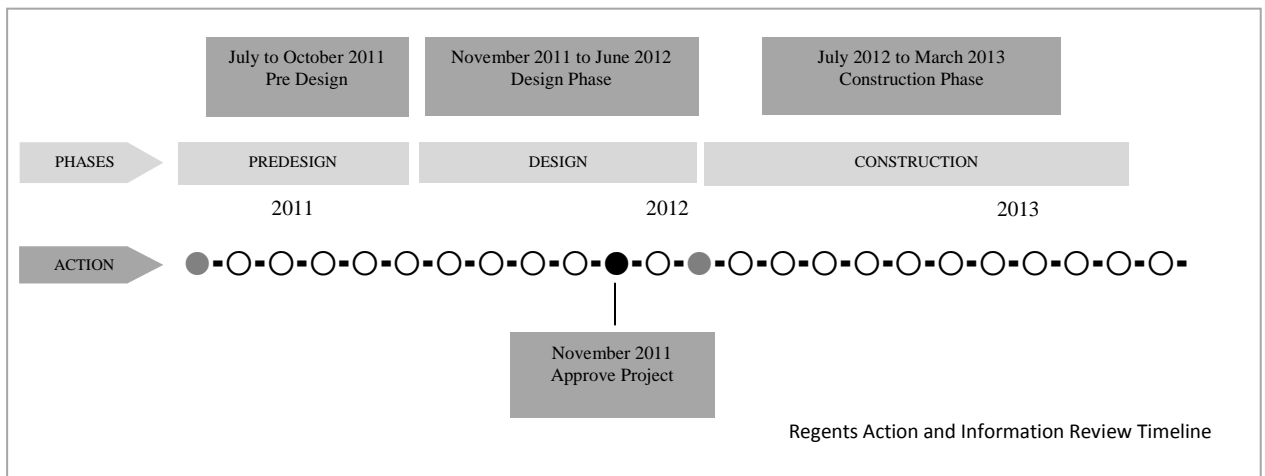 July to October 2011
Pre Design
November 2011 to June 2012
Design Phase
July 2012 to March 2013
Construction Phase
PHASES
PREDESIGN
DESIGN
CONSTRUCTION
2011
2012
2013
ACTION
November 2011
Approve Project
Regents Action and Information Review Timeline